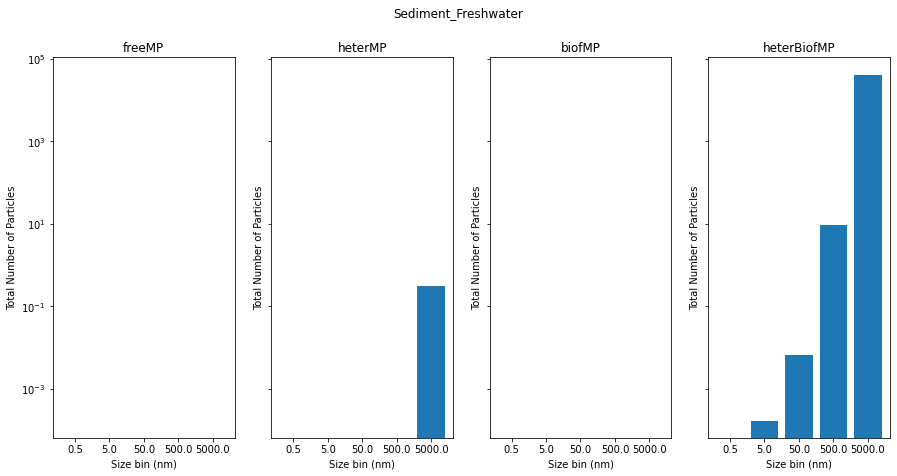 Sediment_Freshwater
freeMP
heterMP
biofMP
heterBiofMP
Total Number of Particles
10^5
10^3
10^1
10^-1
10^-3
0.5 5.0 50.0 500.0 5000.0
Size bin (nm)
Total Number of Particles
0.5 5.0 50.0 500.0 5000.0
Size bin (nm)
Total Number of Particles
0.5 5.0 50.0 500.0 5000.0
Size bin (nm)
Total Number of Particles
0.5 5.0 50.0 500.0 5000.0
Size bin (nm)